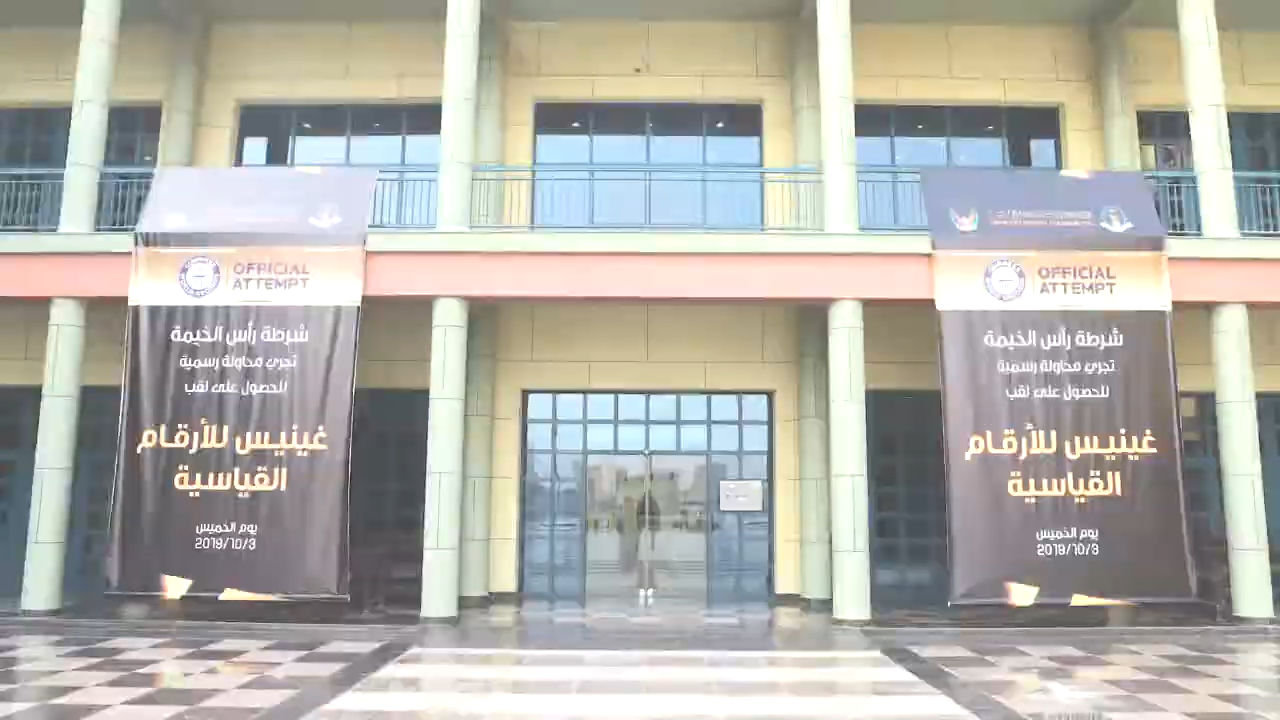 OFFICIAL
ATTEMPT
شرطة رأس الخيمة
تجري محاولة رسمية
للحصول على لقب
غينيس للأرقام
القياسية
يوم الخميس
2019/10/3
OFFICIAL
ATTEMPT
شرطة رأس الخيمة
تجري محاولة رسمية
للحصول على لقب
غينيس للأرقام
القياسية
يوم الخميس
2019/10/3